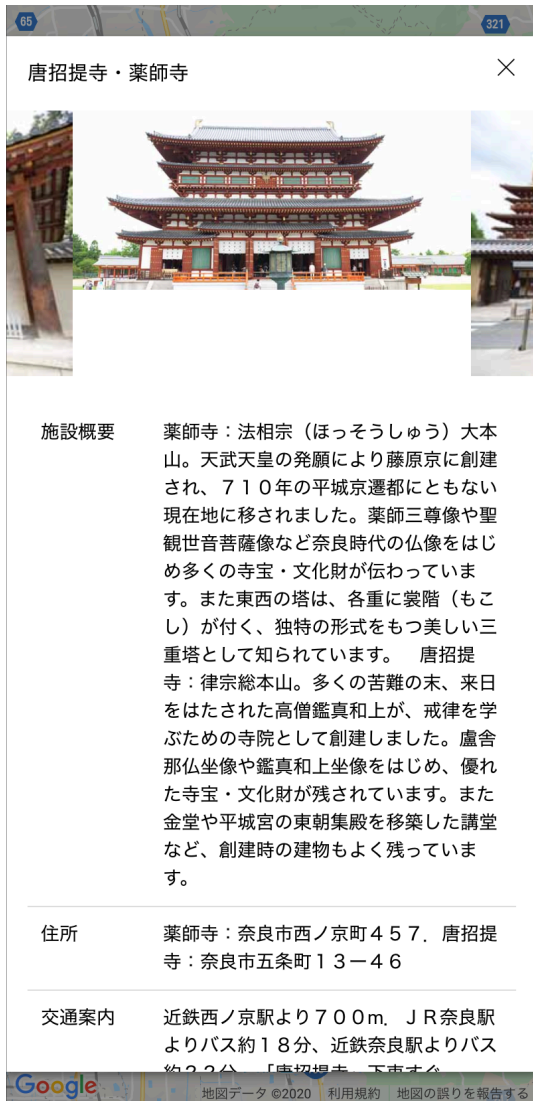 65
321
唐招提寺・薬師寺
施設概要
薬師寺：法相宗（ほっそうしゅう）大本
山。天武天皇の発願により藤原京に創建
され、７１０年の平城京遷都にともない
現在地に移されました。薬師三尊像や聖
観世音菩薩像など奈良時代の仏像をはじ
め多くの寺宝・文化財が伝わっていま
す。また東西の塔は、各重に裳階（もこ
し）が付く、独特の形式をもつ美しい三
重塔として知られています。　唐招提
寺：律宗総本山。多くの苦難の末、来日
をはたされた高僧鑑真和上が、戒律を学
ぶための寺院として創建しました。盧舎
那仏坐像や鑑真和上坐像をはじめ、優れ
た寺宝・文化財が残されています。また
金堂や平城宮の東朝集殿を移築した講堂
など、創建時の建物もよく残っていま
す。
住所
薬師寺：奈良市西ノ京町４５７．唐招提
寺：奈良市五条町１３ー４６
交通案内
近鉄西ノ京駅より７００m．ＪＲ奈良駅
よりバス約１８分、近鉄奈良駅よりバス
約２２分、「唐招提寺」下車すぐ
Google
地図データ ©2020
利用規約
地図の誤りを報告する